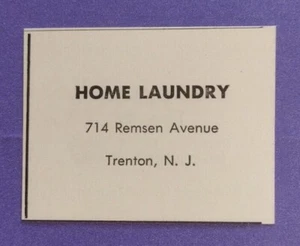 HOME LAUNDRY
714 Remsen Avenue
Trenton, N. J.